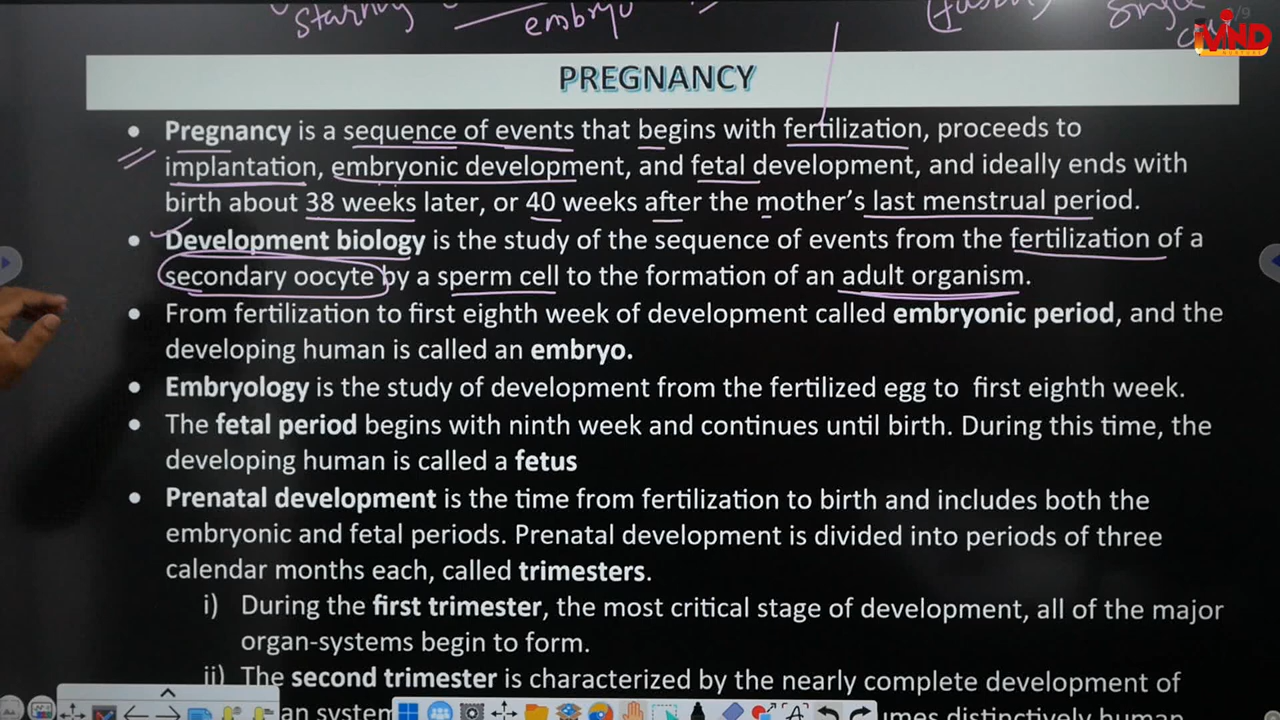 Starting
embryo
/9
MIND
PREGNANCY
• Pregnancy is a sequence of events that begins with fertilization, proceeds to
implantation, embryonic development, and fetal development, and ideally ends with
birth about 38 weeks later, or 40 weeks after the mother's last menstrual period.
• Development biology is the study of the sequence of events from the fertilization of a
secondary oocyte by a sperm cell to the formation of an adult organism.
• From fertilization to first eighth week of development called embryonic period, and the
developing human is called an embryo.
• Embryology is the study of development from the fertilized egg to first eighth week.
• The fetal period begins with ninth week and continues until birth. During this time, the
developing human is called a fetus
• Prenatal development is the time from fertilization to birth and includes both the
embryonic and fetal periods. Prenatal development is divided into periods of three
calendar months each, called trimesters.
i) During the first trimester, the most critical stage of development, all of the major
organ-systems begin to form.
ii) The second trimester is characterized by the nearly complete development of
an system
umes distinctively human